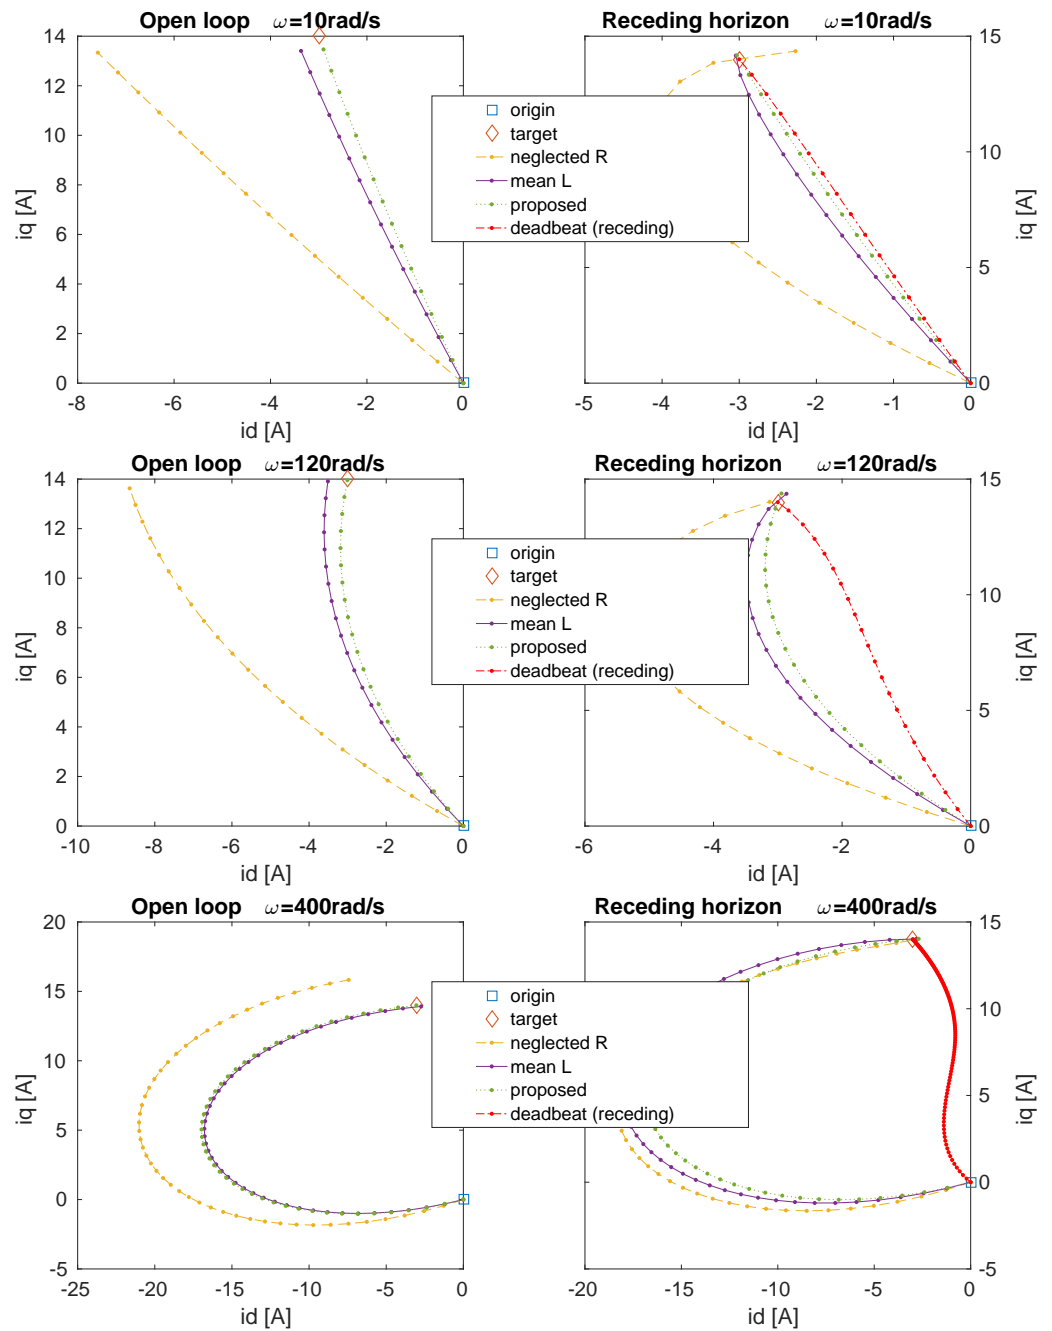 Open loop ω=10rad/s
14
12
10
8
6
4
2
0
iq [A]
-8 -6 -4 -2 0
id [A]
Receding horizon ω=10rad/s
15
10
5
0
iq [A]
-5 -4 -3 -2 -1 0
id [A]
origin
target
neglected R
mean L
proposed
deadbeat (receding)
Open loop ω=120rad/s
14
12
10
8
6
4
2
0
iq [A]
-10 -8 -6 -4 -2 0
id [A]
Receding horizon ω=120rad/s
15
10
5
0
iq [A]
-6 -4 -2 0
id [A]
origin
target
neglected R
mean L
proposed
deadbeat (receding)
Open loop ω=400rad/s
20
15
10
5
0
-5
iq [A]
-25 -20 -15 -10 -5 0
id [A]
Receding horizon ω=400rad/s
15
10
5
0
-5
iq [A]
-20 -15 -10 -5 0
id [A]
origin
target
neglected R
mean L
proposed
deadbeat (receding)